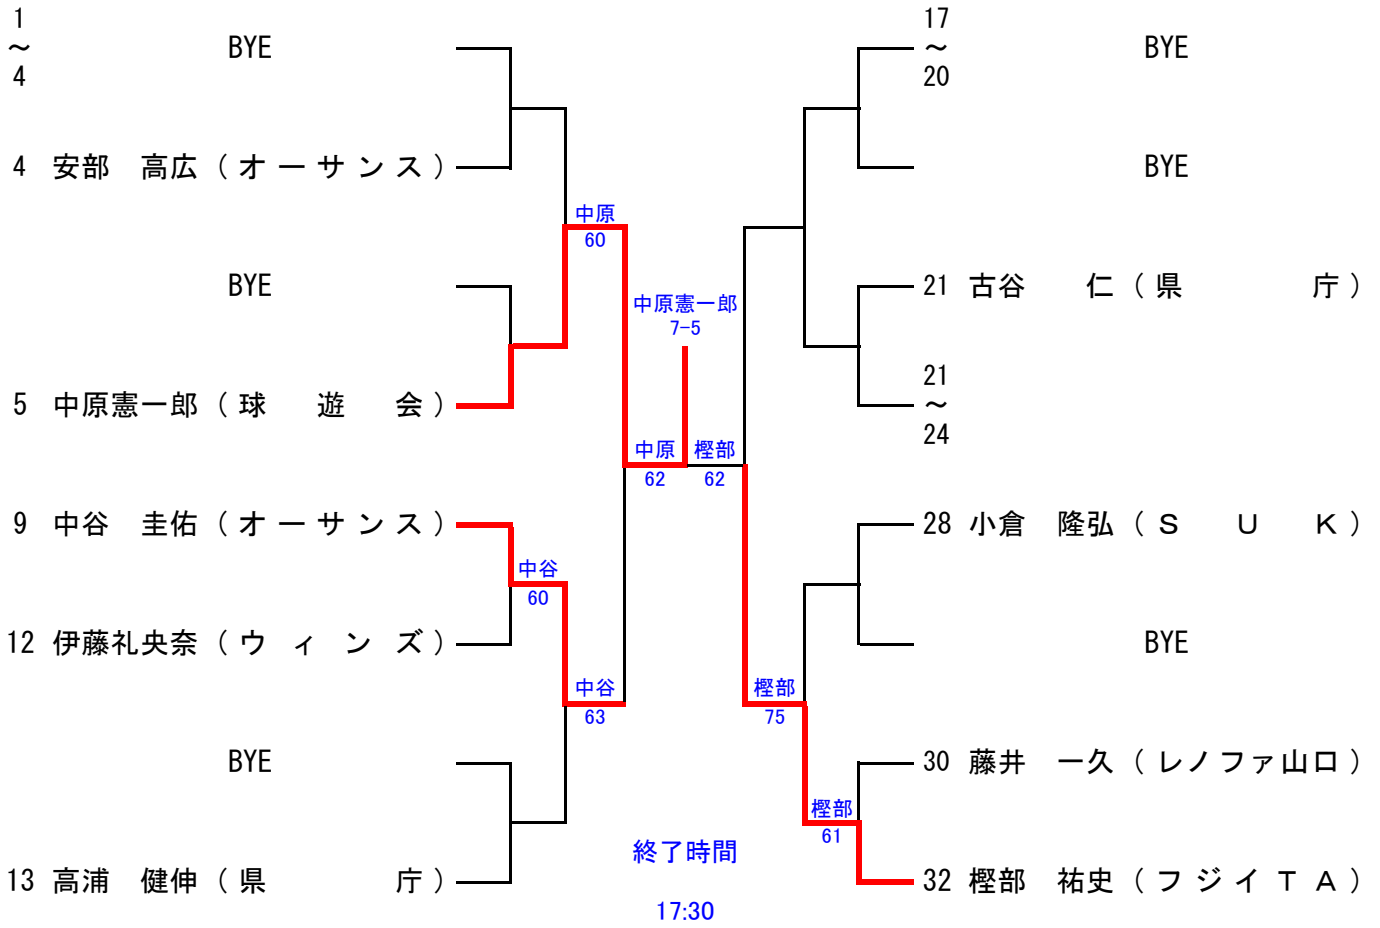 1
～
4
BYE
4 安部　高広（オーサンス）
BYE
5 中原憲一郎（球　遊　会）
9 中谷　圭佑（オーサンス）
12 伊藤礼央奈（ウィンズ）
BYE
13 高浦　健伸（県　庁）
中原
60
中谷
60
中谷
63
中原憲一郎
7-5
中原
62
樫部
62
樫部
75
樫部
61
終了時間
17:30
17
～
20
BYE
BYE
21 古谷　仁（県　庁）
21
～
24
28 小倉　隆弘（ＳＵＫ）
BYE
30 藤井　一久（レノファ山口）
32 樫部　祐史（フジイＴＡ）